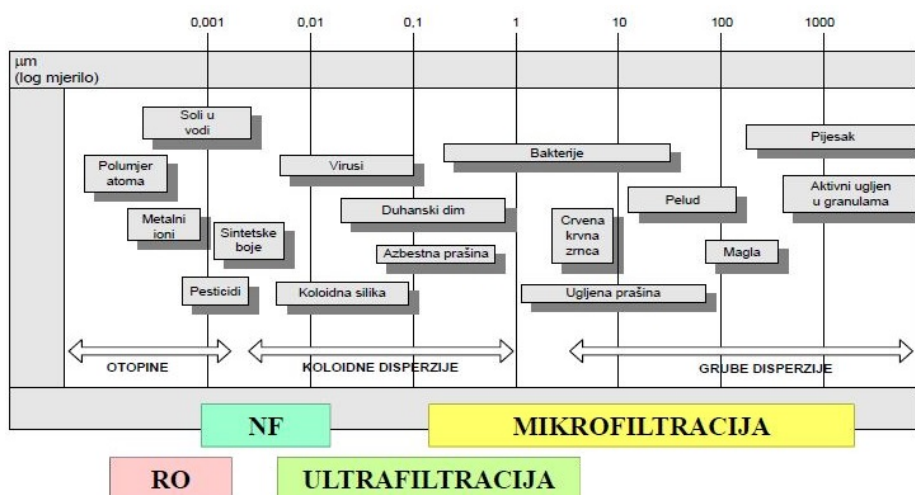 0,001 0,01 0,1 1 10 100 1000
µm
(log mjerilo)
Soli u
vodi
Pijesak
Bakterije
Polumjer
atoma
Virusi
Aktivni ugljen
u granulama
Pelud
Duhanski dim
Metalni
ioni
Sintetske
boje
Crvena
krvna
zrnca
Azbestna prašina
Magla
Pesticidi
Koloidna silika
Ugljena prašina
OTOPINE
KOLOIDNE DISPERZIJE
GRUBE DISPERZIJE
NF
MIKROFILTRACIJA
RO
ULTRAFILTRACIJA